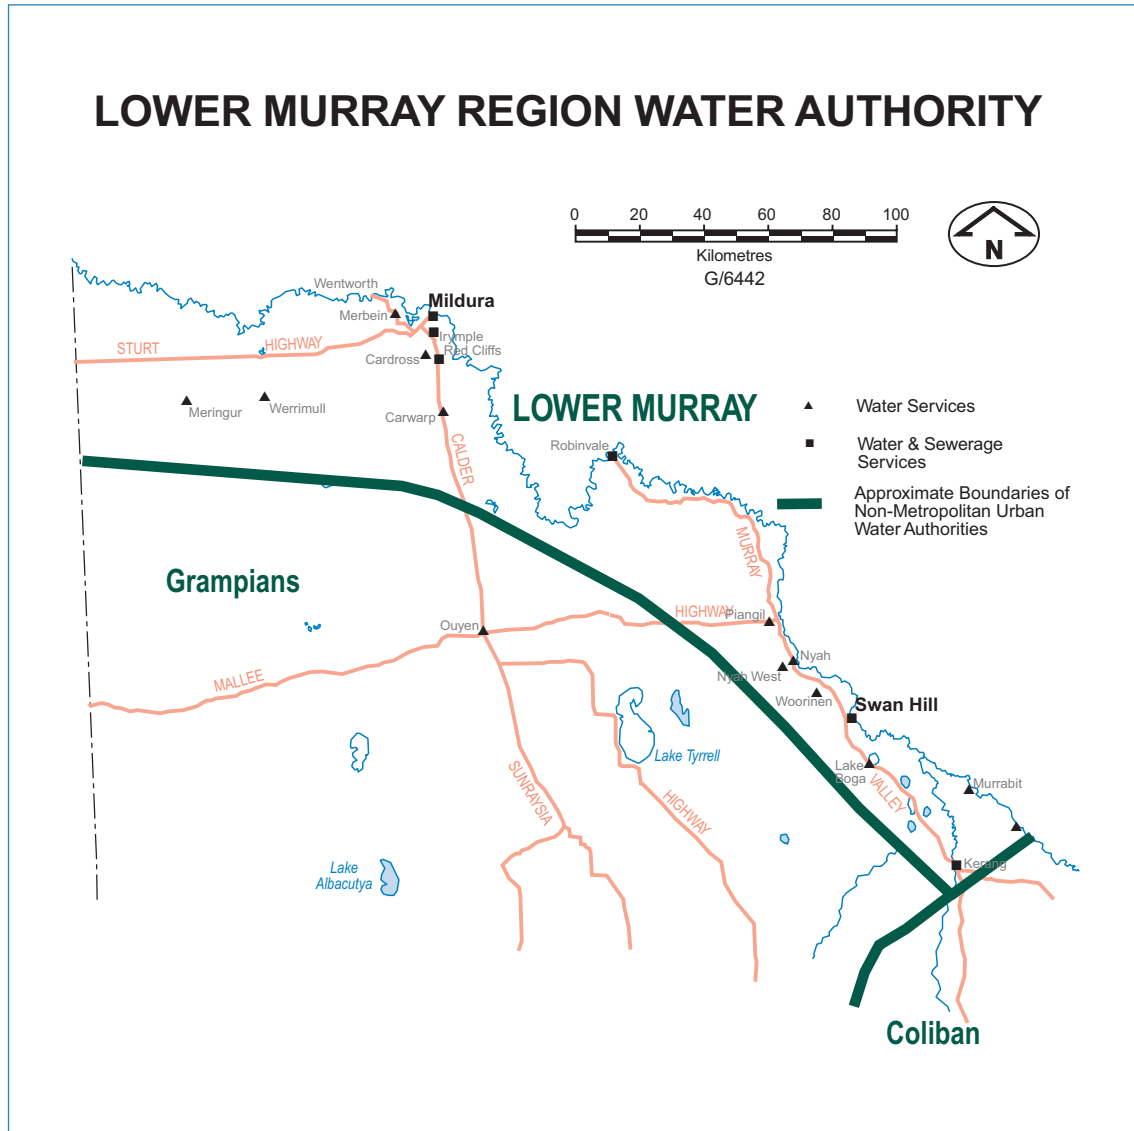 LOWER MURRAY REGION WATER AUTHORITY
0 20 40 60 80 100
Kilometres
G/6442
N
Wentworth
Mildura
Merbein
Irymple
Red Cliffs
STURT
HIGHWAY
Cardross
Meringur
Werrimull
Carwarp
LOWER MURRAY
Water Services
Robinvale
CALDER
Water & Sewerage
Services
Approximate Boundaries of
Non-Metropolitan Urban
Water Authorities
MURRAY
Grampians
Ouyen
HIGHWAY
Piangil
Nyah
Nyah West
MALLEE
Woorinen
Swan Hill
Lake Tyrrell
Lake
Boga
VALLEY
Murrabit
SUNRAYSIA
HIGHWAY
Lake
Albacutya
Kerang
Coliban